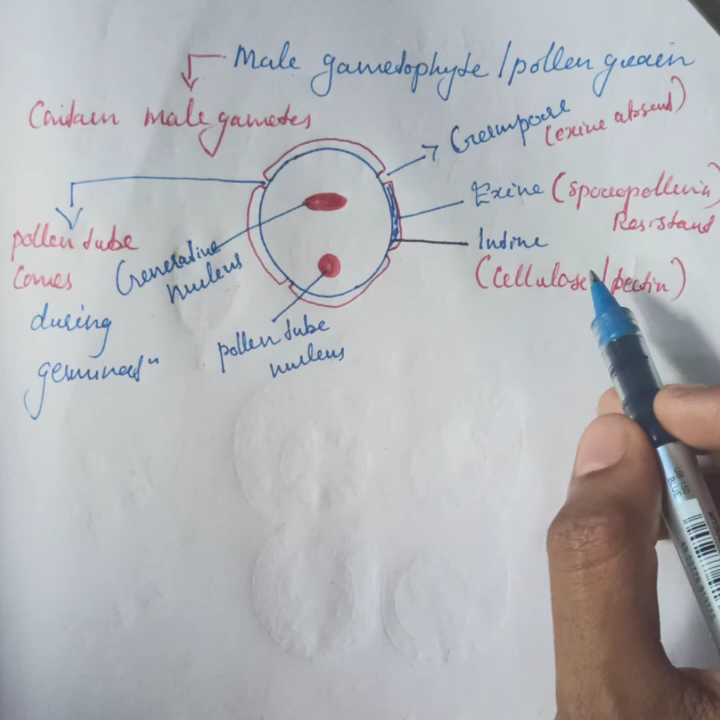 Male gametophyte / pollen grain
Contain male gametes
Germpore
(exine absent)
Exine (sporopollenin)
Resistant
Intine
(Cellulose / pectin)
pollen tube
comes
during
germinat"
Generative
nucleus
pollen tube
nucleus